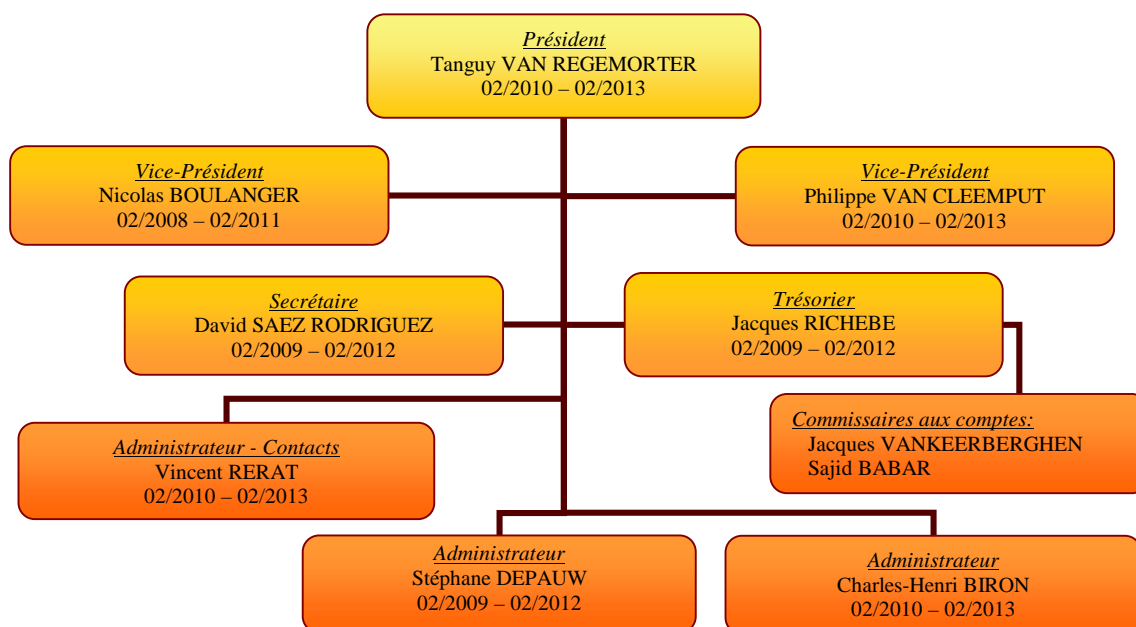 Président
Tanguy VAN REGEMORTER
02/2010 – 02/2013
Vice-Président
Nicolas BOULANGER
02/2008 – 02/2011
Vice-Président
Philippe VAN CLEEMPUT
02/2010 – 02/2013
Secrétaire
David SAEZ RODRIGUEZ
02/2009 – 02/2012
Trésorier
Jacques RICHEBE
02/2009 – 02/2012
Administrateur - Contacts
Vincent RERAT
02/2010 – 02/2013
Commissaires aux comptes:
Jacques VANKEERBERGHEN
Sajid BABAR
Administrateur
Stéphane DEPAUW
02/2009 – 02/2012
Administrateur
Charles-Henri BIRON
02/2010 – 02/2013